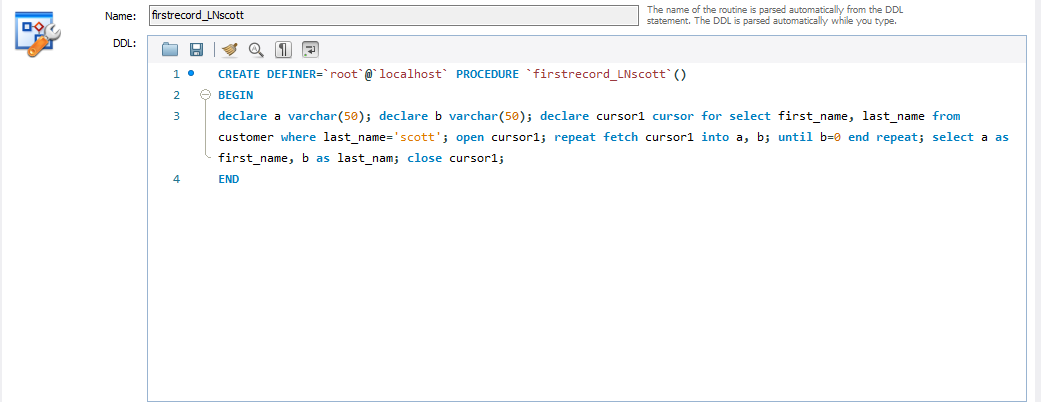 Name: firstrecord_LNscott The name of the routine is parsed automatically from the DDL
statement. The DDL is parsed automatically while you type.
DDL:
1 CREATE DEFINER=`root`@`localhost` PROCEDURE `firstrecord_LNscott`()
2 BEGIN
3 declare a varchar(50); declare b varchar(50); declare cursor1 cursor for select first_name, last_name from
customer where last_name='scott'; open cursor1; repeat fetch cursor1 into a, b; until b=0 end repeat; select a as
first_name, b as last_nam; close cursor1;
4 END